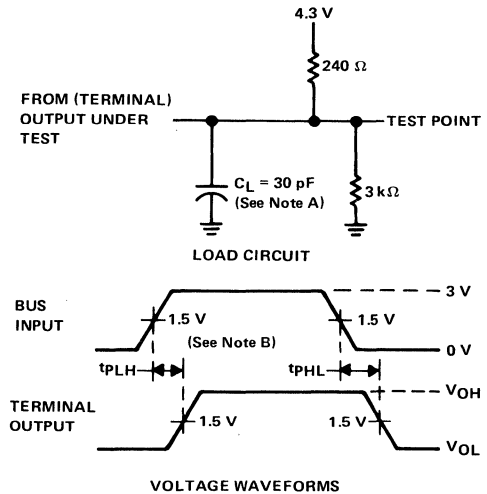 4.3 V
240 Ω
FROM (TERMINAL)
OUTPUT UNDER
TEST
TEST POINT
CL = 30 pF
(See Note A)
3 kΩ
LOAD CIRCUIT
BUS
INPUT
3 V
1.5 V
1.5 V
(See Note B)
0 V
tPLH
tPHL
VOH
TERMINAL
OUTPUT
1.5 V
1.5 V
VOL
VOLTAGE WAVEFORMS